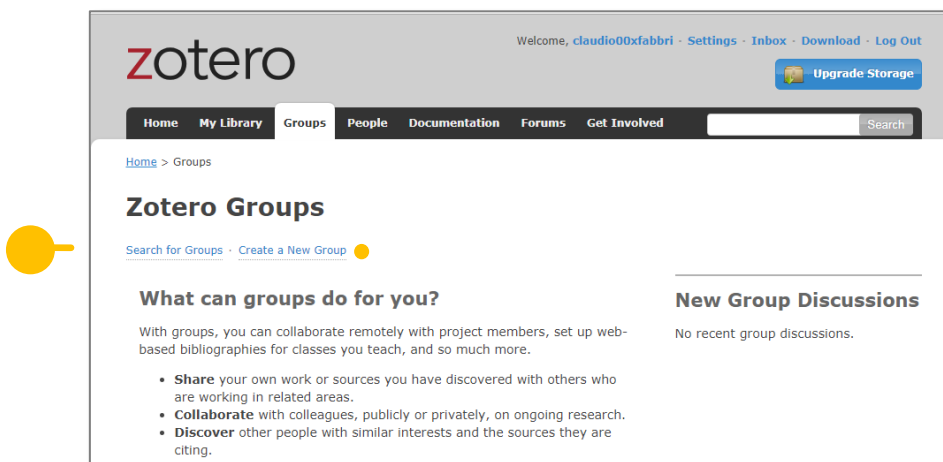 zotero
Welcome, claudio00xfabbri · Settings · Inbox · Download · Log Out
Upgrade Storage
Home My Library Groups People Documentation Forums Get Involved Search
Home > Groups
Zotero Groups
Search for Groups · Create a New Group
What can groups do for you?
With groups, you can collaborate remotely with project members, set up web-
based bibliographies for classes you teach, and so much more.
• Share your own work or sources you have discovered with others who
are working in related areas.
• Collaborate with colleagues, publicly or privately, on ongoing research.
• Discover other people with similar interests and the sources they are
citing.
New Group Discussions
No recent group discussions.